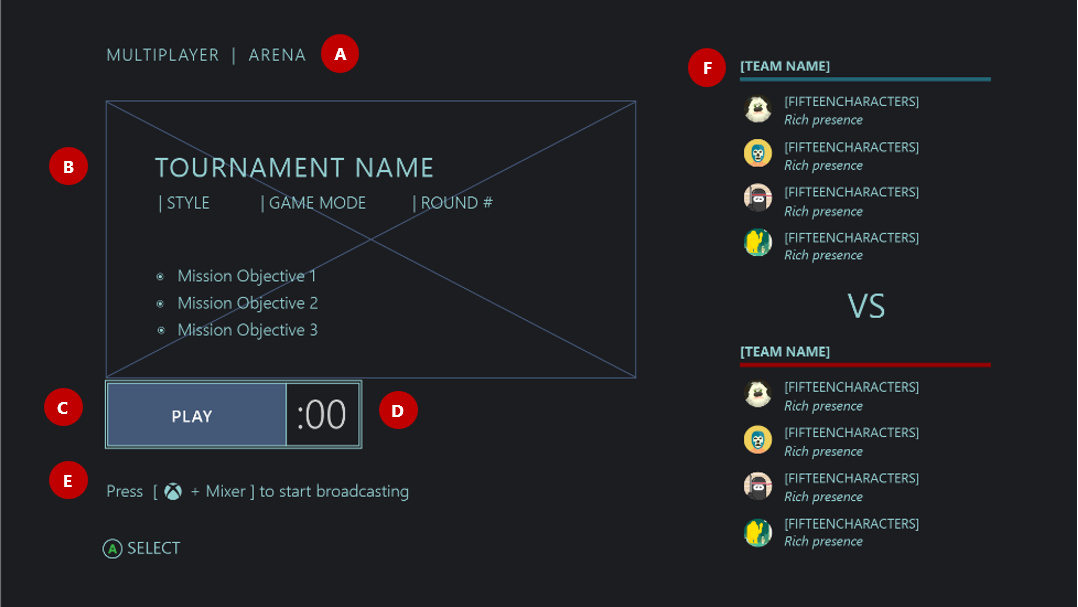 MULTIPLAYER | ARENA A
B
TOURNAMENT NAME
| STYLE | GAME MODE | ROUND #
Mission Objective 1
Mission Objective 2
Mission Objective 3
C
PLAY :00 D
E
Press [ + Mixer ] to start broadcasting
A SELECT
F
[TEAM NAME]
[FIFTEENCHARACTERS]
Rich presence
[FIFTEENCHARACTERS]
Rich presence
[FIFTEENCHARACTERS]
Rich presence
[FIFTEENCHARACTERS]
Rich presence
VS
[TEAM NAME]
[FIFTEENCHARACTERS]
Rich presence
[FIFTEENCHARACTERS]
Rich presence
[FIFTEENCHARACTERS]
Rich presence
[FIFTEENCHARACTERS]
Rich presence